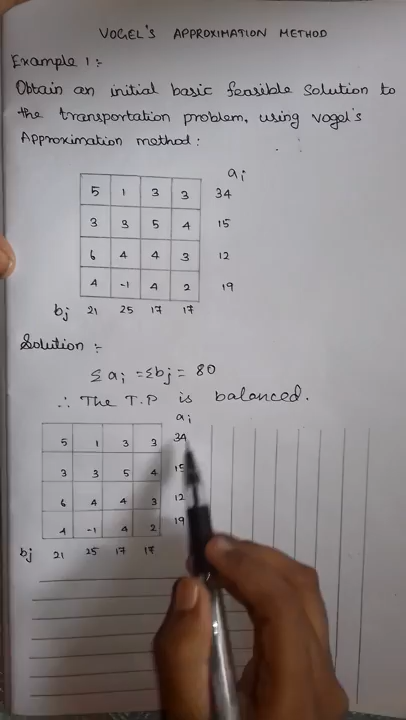 VOGEL'S APPROXIMATION METHOD
Example 1:-
Obtain an initial basic feasible solution to
the transportation problem, using Vogel's
Approximation method:
ai
5 1 3 3 34
3 3 5 4 15
6 4 4 3 12
4 -1 4 2 19
bj 21 25 17 17
Solution :-
Σai = Σbj = 80
∴ The T.P is balanced.
ai
5 1 3 3 34
3 3 5 4 15
6 4 4 3 12
4 -1 4 2 19
bj 21 25 17 17